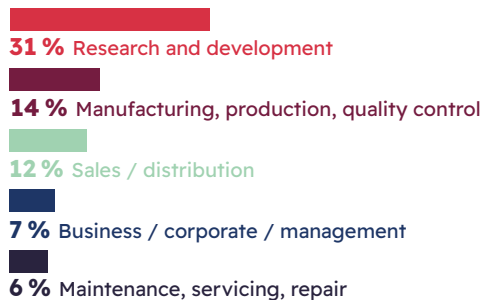 31 % Research and development
14 % Manufacturing, production, quality control
12 % Sales / distribution
7 % Business / corporate / management
6 % Maintenance, servicing, repair